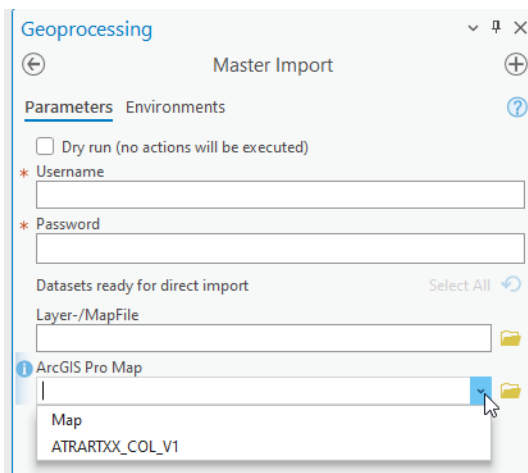 Geoprocessing
Master Import
Parameters Environments
Dry run (no actions will be executed)
* Username
* Password
Datasets ready for direct import Select All
Layer-/MapFile
ArcGIS Pro Map
Map
ATRARTXX_COL_V1